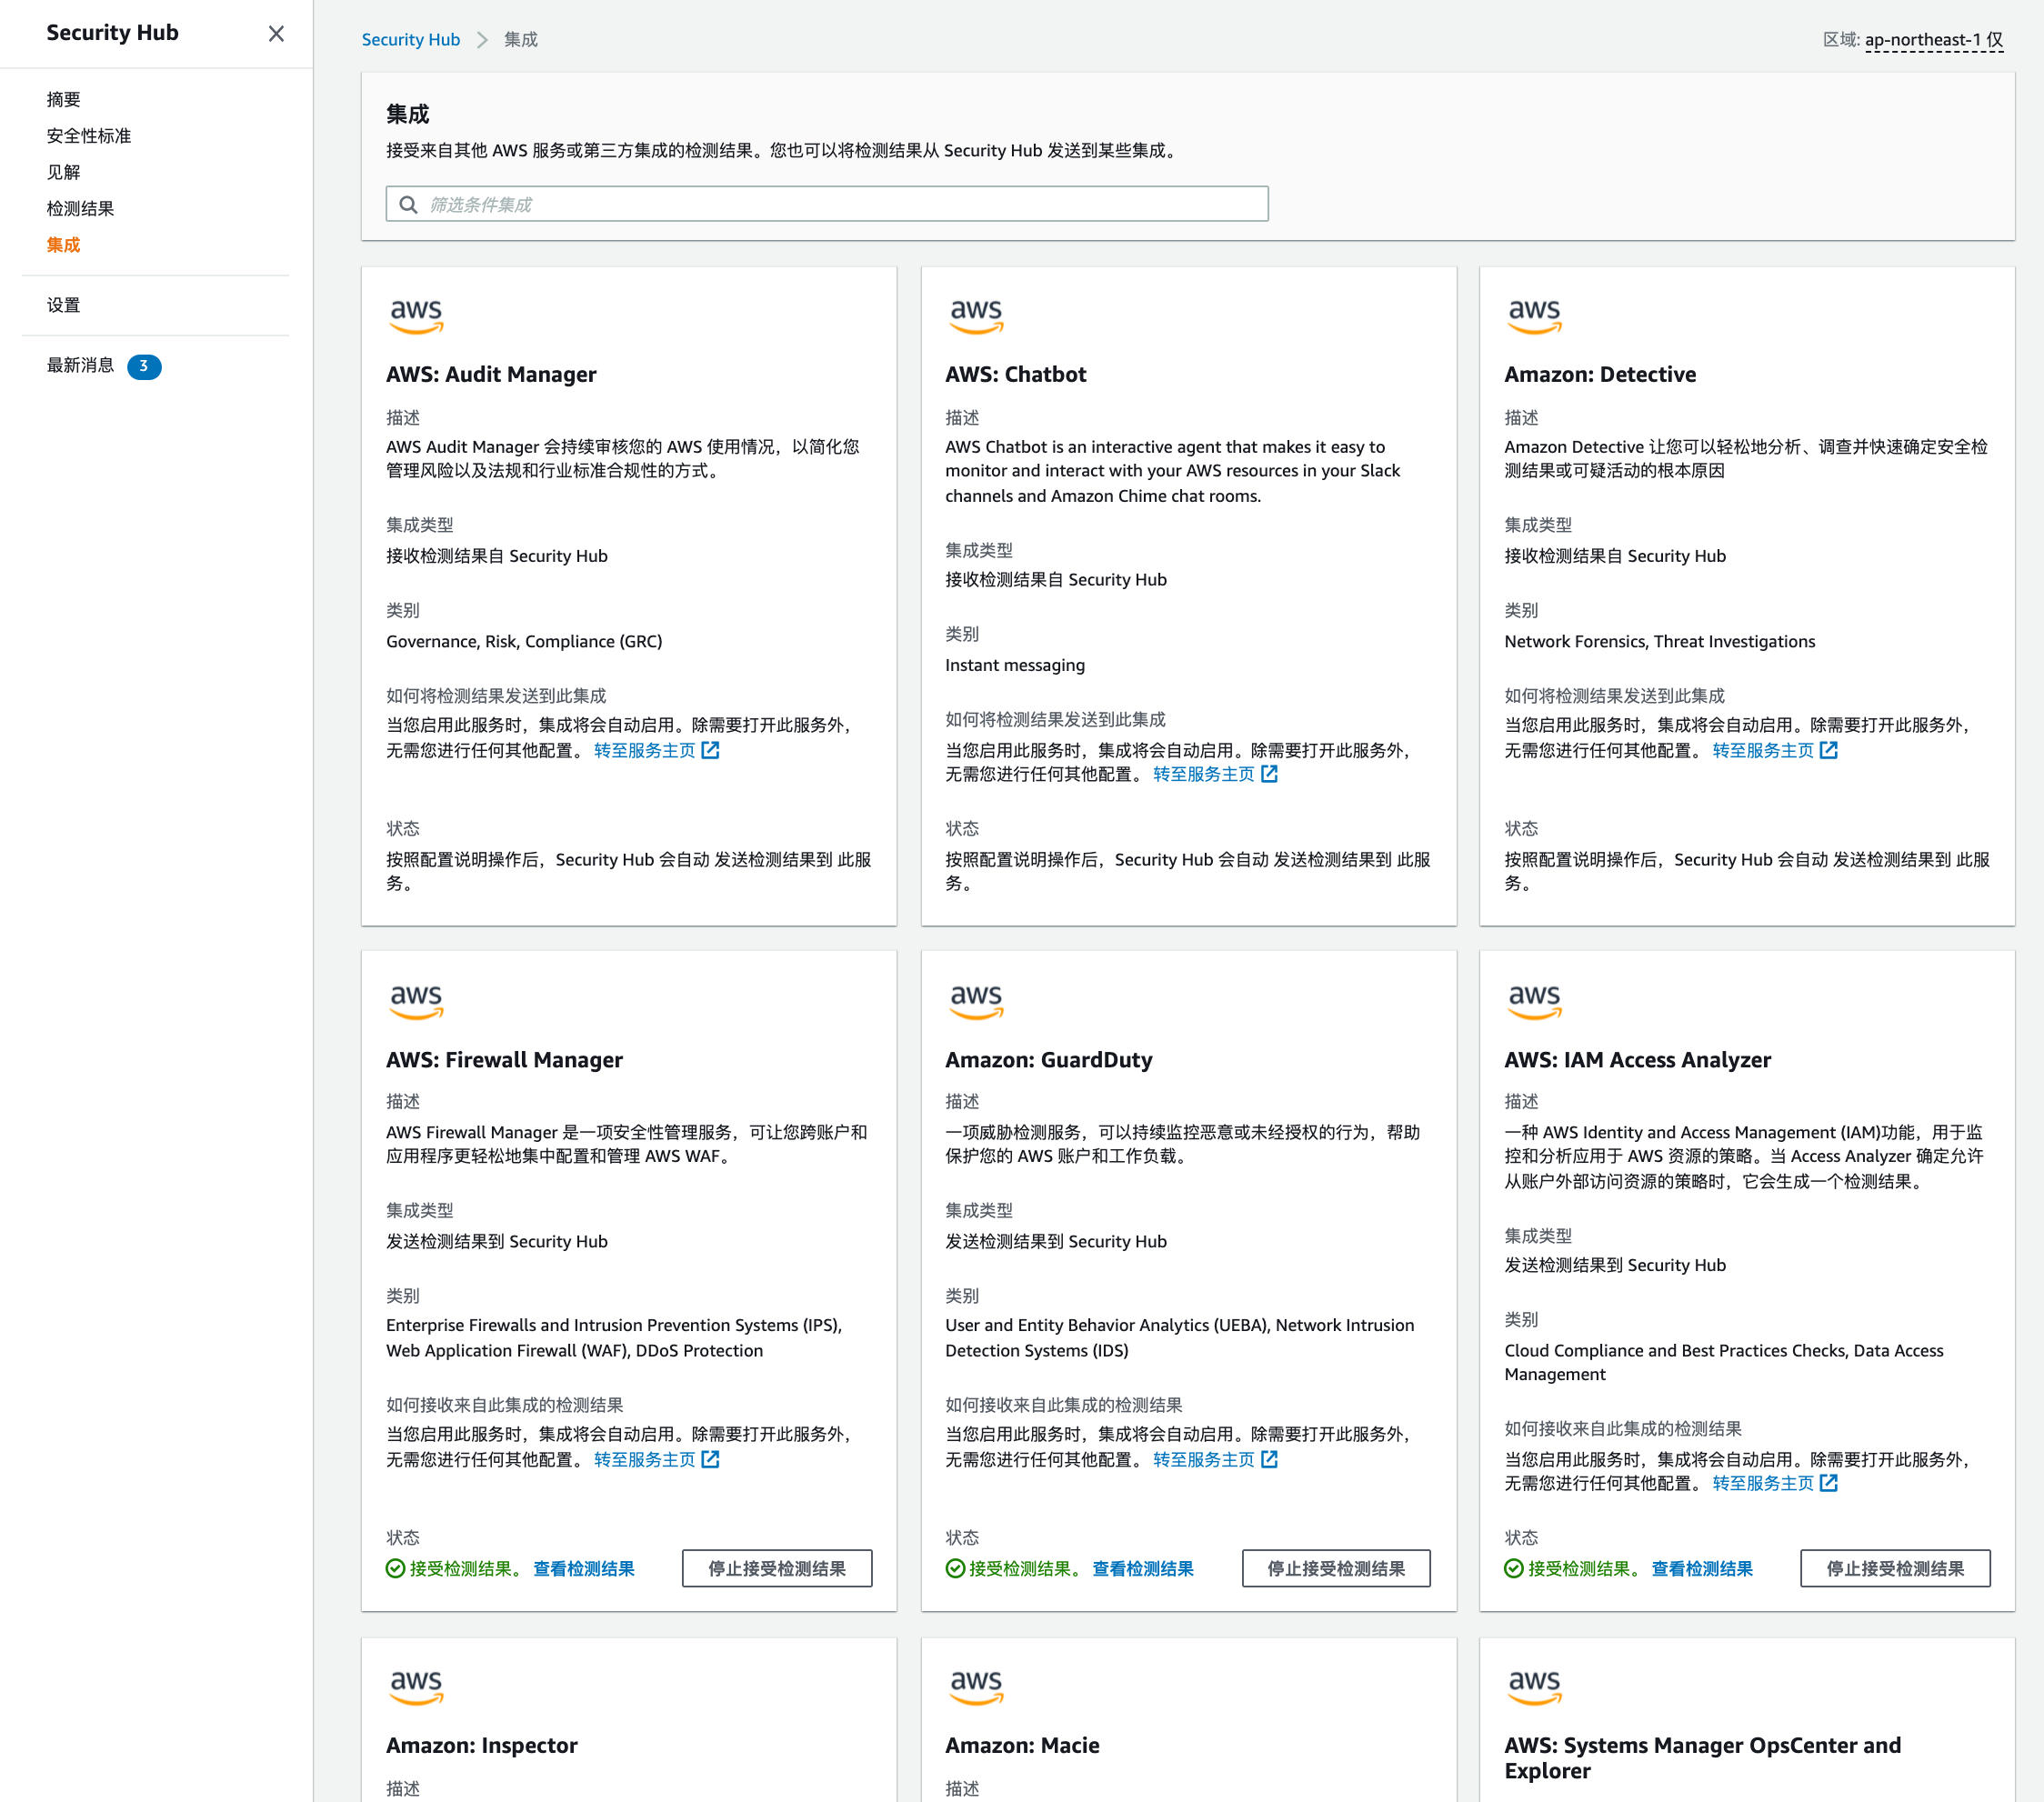 Security Hub
摘要
安全性标准
见解
检测结果
集成
设置
最新消息 3
Security Hub 集成
区域: ap-northeast-1 仅
集成
接受来自其他 AWS 服务或第三方集成的检测结果。您也可以将检测结果从 Security Hub 发送到某些集成。
筛选条件集成
aws
AWS: Audit Manager
描述
AWS Audit Manager 会持续审核您的 AWS 使用情况，以简化您
管理风险以及法规和行业标准合规性的方式。
集成类型
接收检测结果自 Security Hub
类别
Governance, Risk, Compliance (GRC)
如何将检测结果发送到此集成
当您启用此服务时，集成将会自动启用。除需要打开此服务外，
无需您进行任何其他配置。 转至服务主页
状态
按照配置说明操作后，Security Hub 会自动 发送检测结果到 此服
务。
aws
AWS: Chatbot
描述
AWS Chatbot is an interactive agent that makes it easy to
monitor and interact with your AWS resources in your Slack
channels and Amazon Chime chat rooms.
集成类型
接收检测结果自 Security Hub
类别
Instant messaging
如何将检测结果发送到此集成
当您启用此服务时，集成将会自动启用。除需要打开此服务外，
无需您进行任何其他配置。 转至服务主页
状态
按照配置说明操作后，Security Hub 会自动 发送检测结果到 此服
务。
aws
Amazon: Detective
描述
Amazon Detective 让您可以轻松地分析、调查并快速确定安全检
测结果或可疑活动的根本原因
集成类型
接收检测结果自 Security Hub
类别
Network Forensics, Threat Investigations
如何将检测结果发送到此集成
当您启用此服务时，集成将会自动启用。除需要打开此服务外，
无需您进行任何其他配置。 转至服务主页
状态
按照配置说明操作后，Security Hub 会自动 发送检测结果到 此服
务。
aws
AWS: Firewall Manager
描述
AWS Firewall Manager 是一项安全性管理服务，可让您跨账户和
应用程序更轻松地集中配置和管理 AWS WAF。
集成类型
发送检测结果到 Security Hub
类别
Enterprise Firewalls and Intrusion Prevention Systems (IPS),
Web Application Firewall (WAF), DDoS Protection
如何接收来自此集成的检测结果
当您启用此服务时，集成将会自动启用。除需要打开此服务外，
无需您进行任何其他配置。 转至服务主页
状态
接受检测结果。 查看检测结果 停止接受检测结果
aws
Amazon: GuardDuty
描述
一项威胁检测服务，可以持续监控恶意或未经授权的行为，帮助
保护您的 AWS 账户和工作负载。
集成类型
发送检测结果到 Security Hub
类别
User and Entity Behavior Analytics (UEBA), Network Intrusion
Detection Systems (IDS)
如何接收来自此集成的检测结果
当您启用此服务时，集成将会自动启用。除需要打开此服务外，
无需您进行任何其他配置。 转至服务主页
状态
接受检测结果。 查看检测结果 停止接受检测结果
aws
AWS: IAM Access Analyzer
描述
一种 AWS Identity and Access Management (IAM)功能，用于监
控和分析应用于 AWS 资源的策略。当 Access Analyzer 确定允许
从账户外部访问资源的策略时，它会生成一个检测结果。
集成类型
发送检测结果到 Security Hub
类别
Cloud Compliance and Best Practices Checks, Data Access
Management
如何接收来自此集成的检测结果
当您启用此服务时，集成将会自动启用。除需要打开此服务外，
无需您进行任何其他配置。 转至服务主页
状态
接受检测结果。 查看检测结果 停止接受检测结果
aws
Amazon: Inspector
描述
aws
Amazon: Macie
描述
aws
AWS: Systems Manager OpsCenter and
Explorer